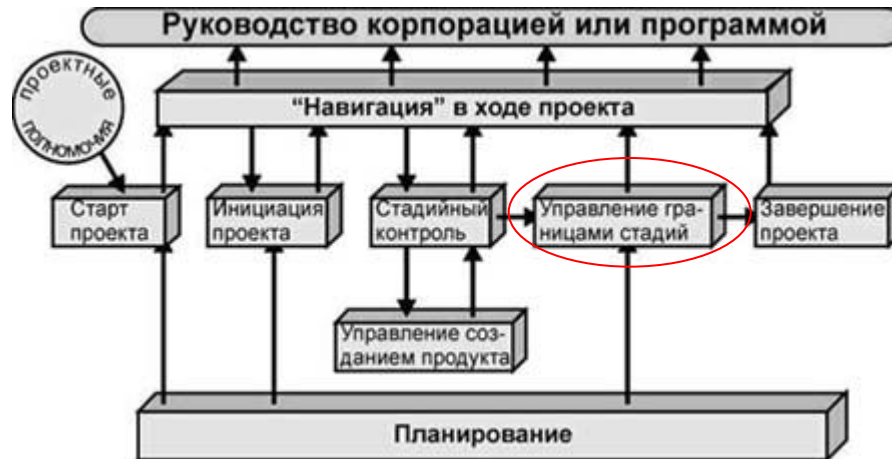 Руководство корпорацией или программой
проектные
полномочия
“Навигация” в ходе проекта
Старт
проекта
Инициация
проекта
Стадийный
контроль
Управление гра-
ницами стадий
Завершение
проекта
Управление соз-
данием продукта
Планирование